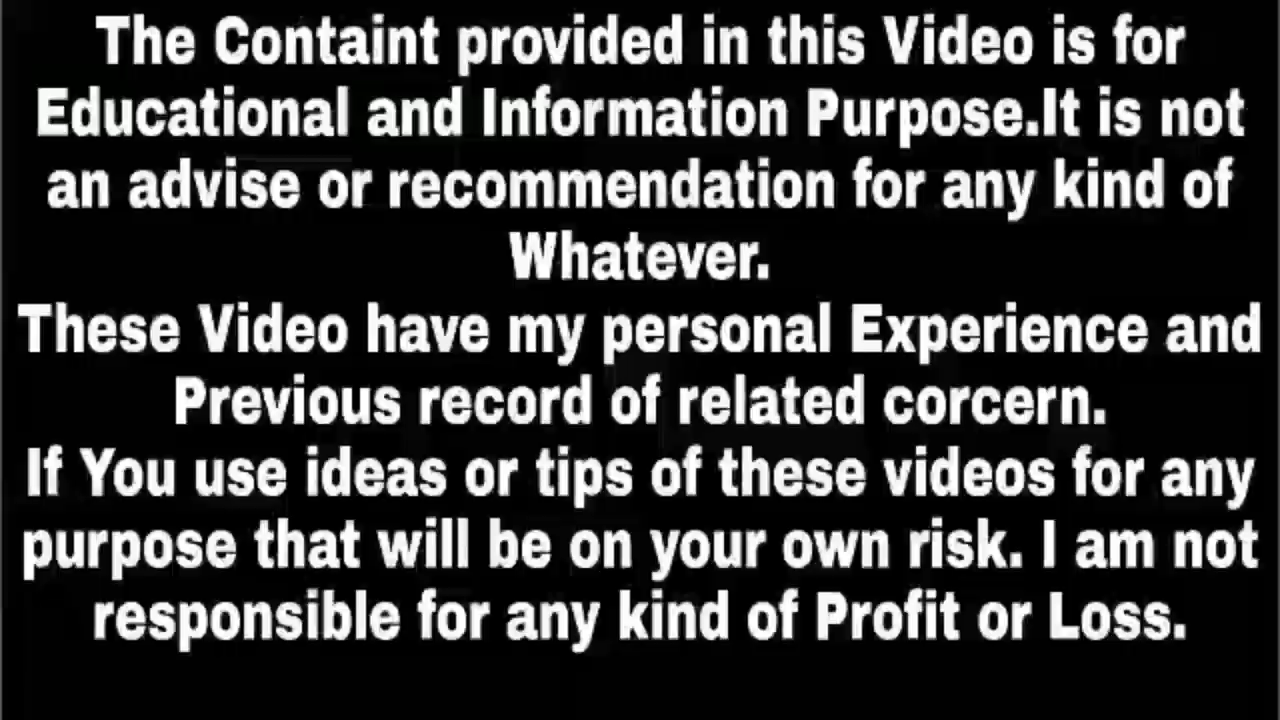 The Containt provided in this Video is for
Educational and Information Purpose.It is not
an advise or recommendation for any kind of
Whatever.
These Video have my personal Experience and
Previous record of related corcern.
If You use ideas or tips of these videos for any
purpose that will be on your own risk. I am not
responsible for any kind of Profit or Loss.